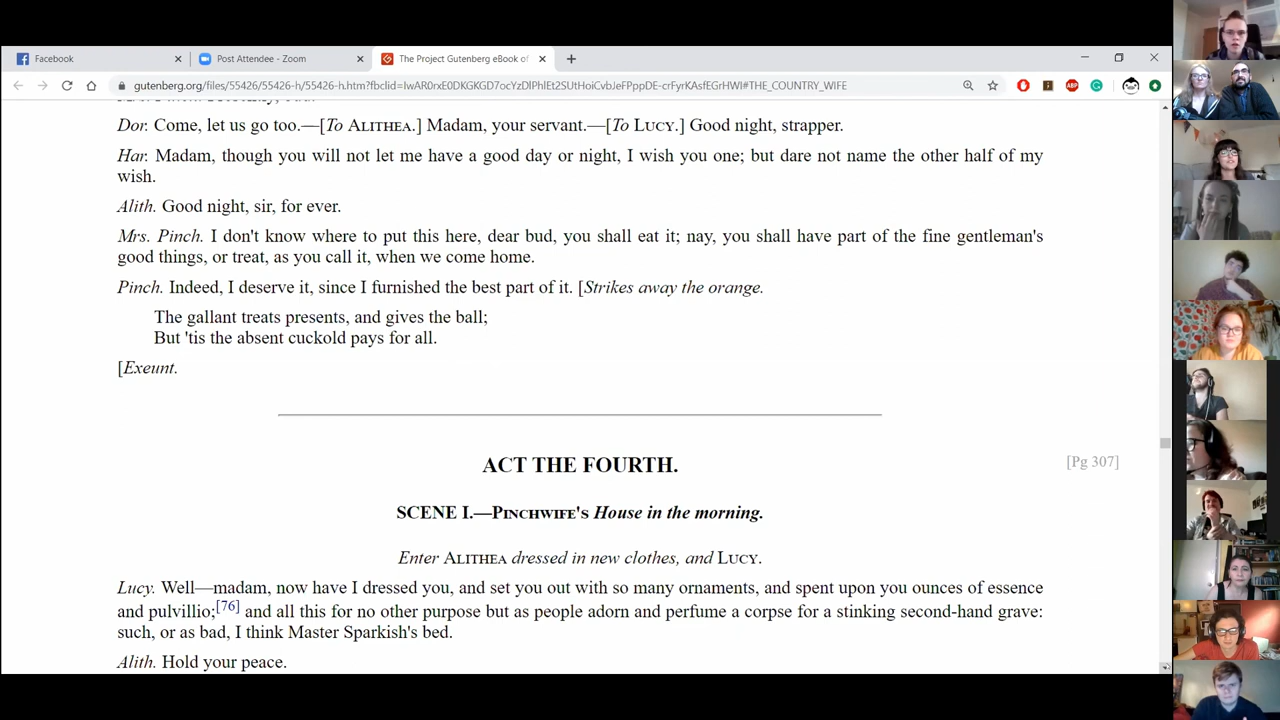 Facebook
Post Attendee - Zoom
The Project Gutenberg eBook of
gutenberg.org/files/55426/55426-h/55426-h.htm?fbclid=IwAR0rxE0DKGKGD7ocYzDlPhlEt2SUtHoiCvbJeFPppDE-crFyrKAsfEGrHWI#THE_COUNTRY_WIFE
Dor. Come, let us go too.—[To ALITHEA.] Madam, your servant.—[To LUCY.] Good night, strapper.
Har. Madam, though you will not let me have a good day or night, I wish you one; but dare not name the other half of my
wish.
Alith. Good night, sir, for ever.
Mrs. Pinch. I don't know where to put this here, dear bud, you shall eat it; nay, you shall have part of the fine gentleman's
good things, or treat, as you call it, when we come home.
Pinch. Indeed, I deserve it, since I furnished the best part of it. [Strikes away the orange.
The gallant treats presents, and gives the ball;
But 'tis the absent cuckold pays for all.
[Exeunt.
ACT THE FOURTH.
[Pg 307]
SCENE I.—PINCHWIFE'S House in the morning.
Enter ALITHEA dressed in new clothes, and LUCY.
Lucy. Well—madam, now have I dressed you, and set you out with so many ornaments, and spent upon you ounces of essence
and pulvillio;[76] and all this for no other purpose but as people adorn and perfume a corpse for a stinking second-hand grave:
such, or as bad, I think Master Sparkish's bed.
Alith. Hold your peace.